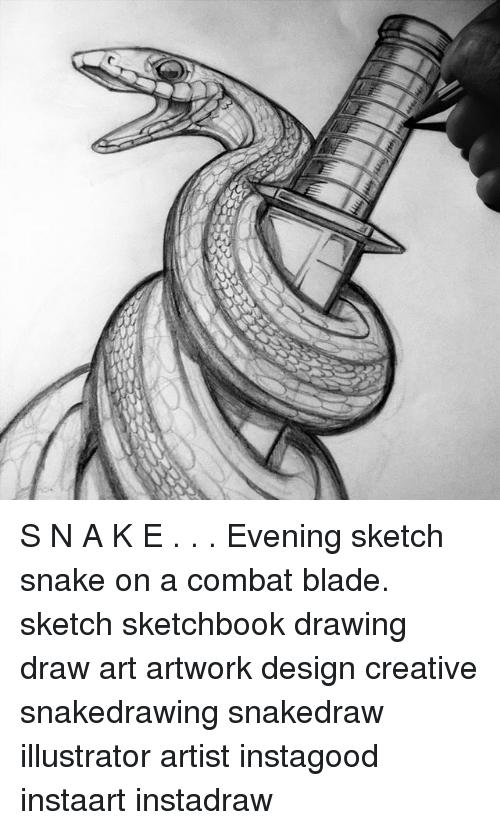 S N A K E . . . Evening sketch
snake on a combat blade.
sketch sketchbook drawing
draw art artwork design creative
snakedrawing snakedraw
illustrator artist instagood
instaart instadraw